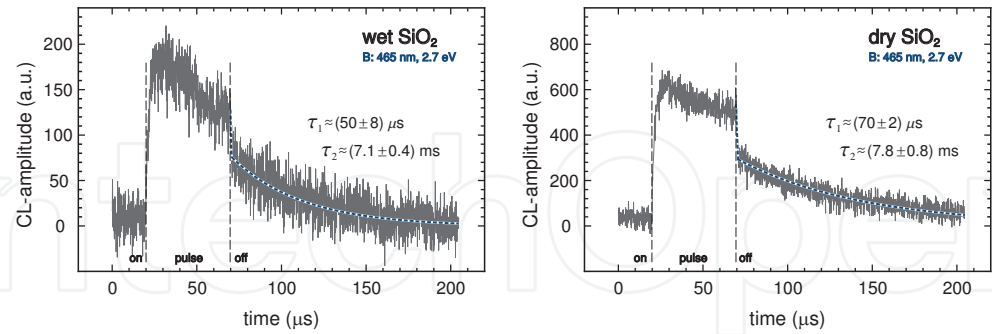 wet SiO₂
B: 465 nm, 2.7 eV
τ₁≈(50±8) μs
τ₂≈(7.1±0.4) ms
CL-amplitude (a.u.)
200
150
100
50
0
on pulse off
0 50 100 150 200
time (μs)
dry SiO₂
B: 465 nm, 2.7 eV
τ₁≈(70±2) μs
τ₂≈(7.8±0.8) ms
CL-amplitude (a.u.)
800
600
400
200
0
on pulse off
0 50 100 150 200
time (μs)
ntechOpen